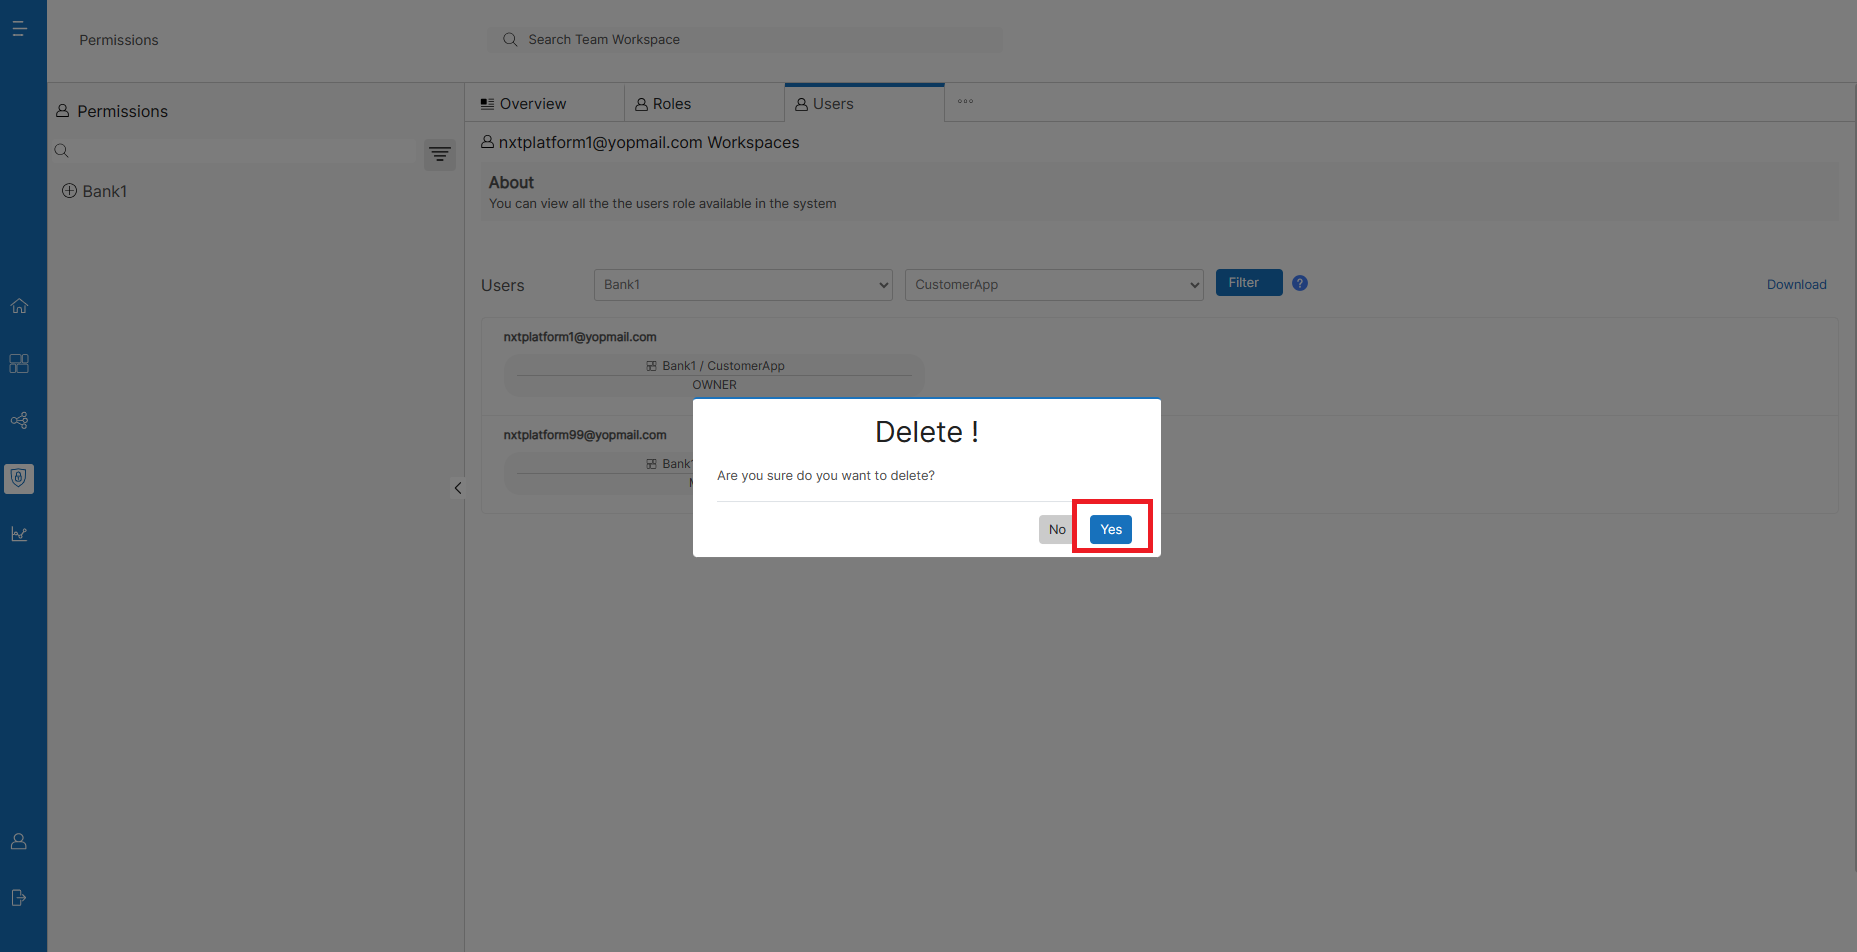 Permissions
Search Team Workspace
Permissions
Overview
Roles
Users
nxtplatform1@yopmail.com Workspaces
Bank1
About
You can view all the the users role available in the system
Users
Bank1
CustomerApp
Filter
?
Download
nxtplatform1@yopmail.com
Bank1 / CustomerApp
OWNER
nxtplatform99@yopmail.com
Bank1
Delete !
Are you sure do you want to delete?
No
Yes